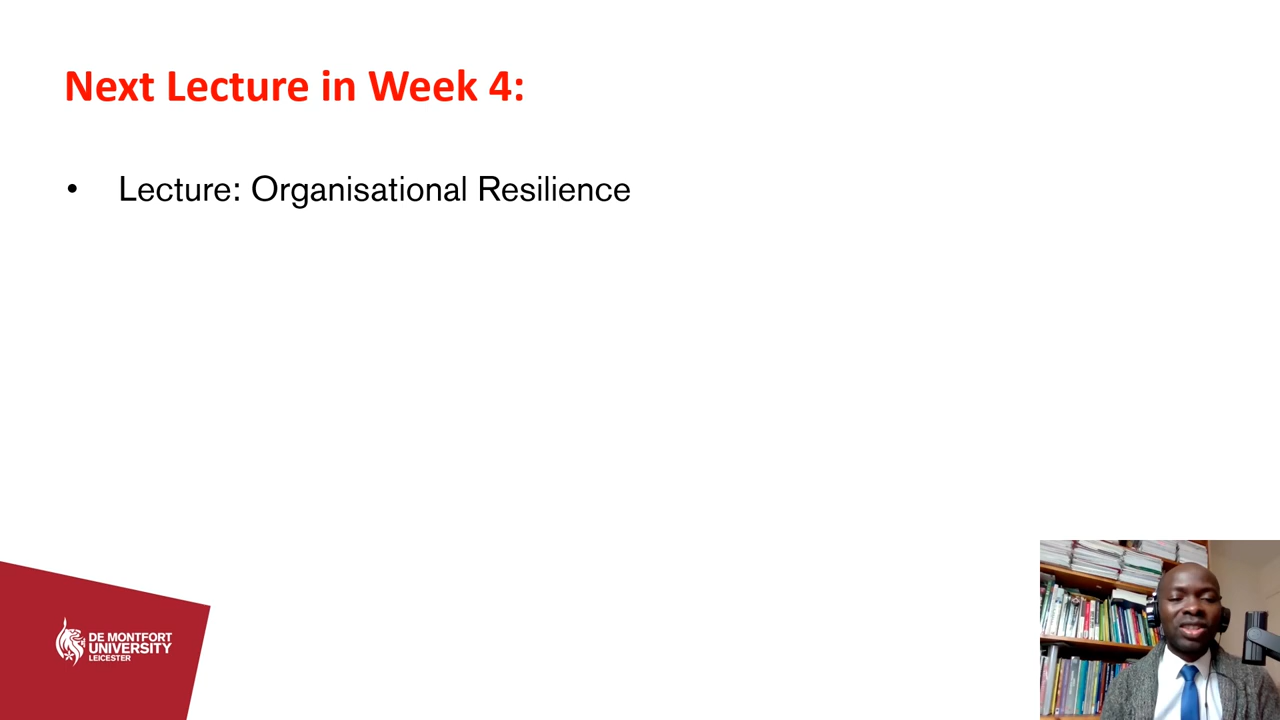 Next Lecture in Week 4:
• Lecture: Organisational Resilience
DE MONTFORT
UNIVERSITY
LEICESTER